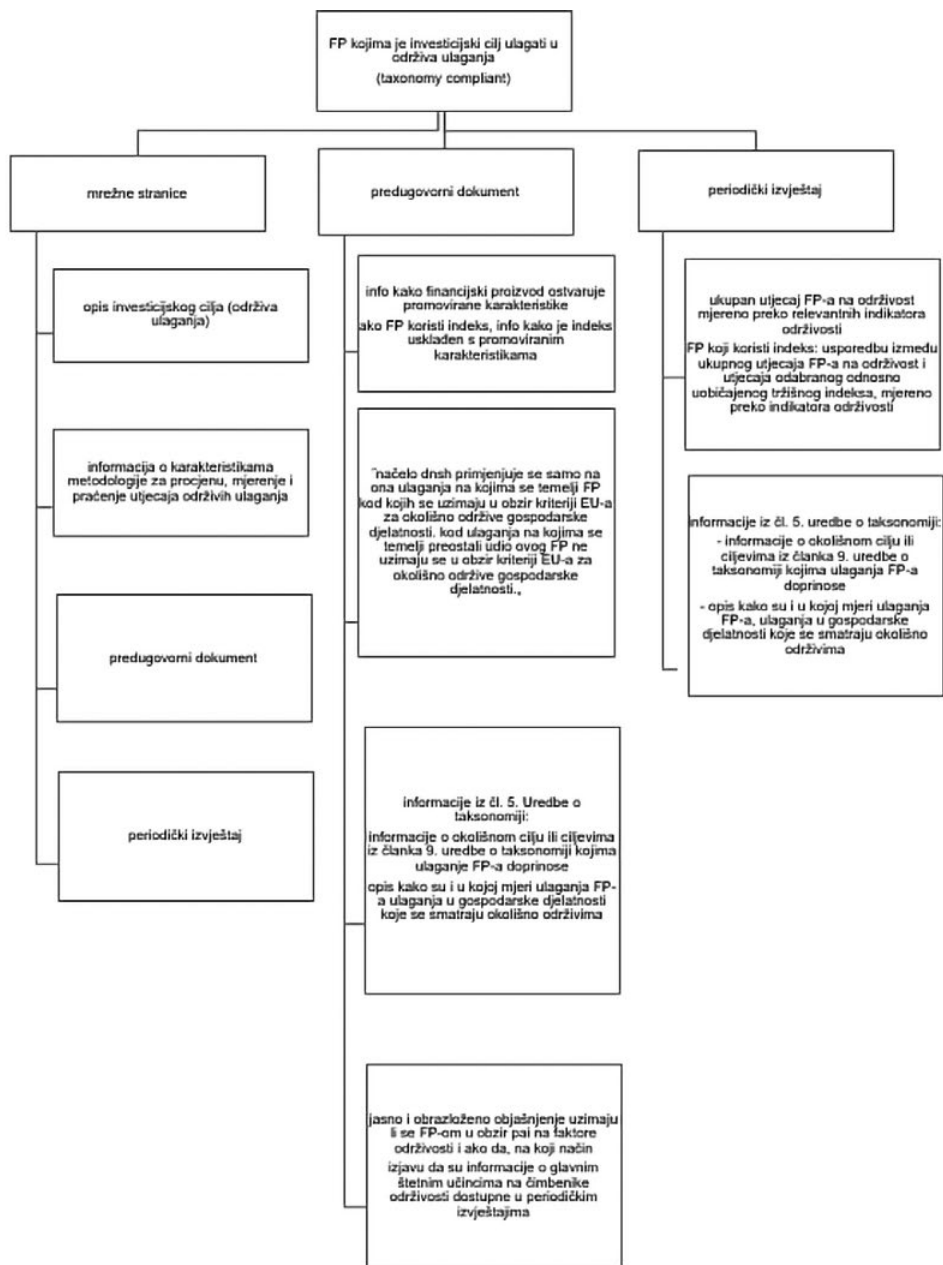 FP kojima je investicijski cilj ulagati u
održiva ulaganja
(taxonomy compliant)
mrežne stranice
predugovorni dokument
periodički izvještaj
opis investicijskog cilja (održiva
ulaganja)
informacija o karakteristikama
metodologije za procjenu, mjerenje i
praćenje utjecaja održivih ulaganja
predugovorni dokument
periodički izvještaj
info kako financijski proizvod ostvaruje
promovirane karakteristike
ako FP koristi indeks, info kako je indeks
usklađen s promoviranim
karakteristikama
"načelo dnsh primjenjuje se samo na
ona ulaganja na kojima se temelji FP
kod kojih se uzimaju u obzir kriteriji EU-a
za okolišno održive gospodarske
djelatnosti. kod ulaganja na kojima se
temelji preostali udio ovog FP ne
uzimaju se u obzir kriteriji EU-a za
okolišno održive gospodarske
djelatnosti.„
informacije iz čl. 5. Uredbe o
taksonomiji:
informacije o okolišnom cilju ili ciljevima
iz članka 9. uredbe o taksonomiji kojima
ulaganje FP-a doprinose
opis kako su i u kojoj mjeri ulaganja FP-
a ulaganja u gospodarske djelatnosti
koje se smatraju okolišno održivima
jasno i obrazloženo objašnjenje uzimaju
li se FP-om u obzir pai na faktore
održivosti i ako da, na koji način
izjavu da su informacije o glavnim
štetnim učincima na čimbenike
održivosti dostupne u periodičkim
izvještajima
ukupan utjecaj FP-a na održivost
mjereno preko relevantnih indikatora
održivosti
FP koji koristi indeks: usporedbu između
ukupnog utjecaja FP-a na održivost i
utjecaja odabranog odnosno
uobičajenog tržišnog indeksa, mjereno
preko indikatora održivosti
informacije iz čl. 5. uredbe o taksonomiji:
- informacije o okolišnom cilju ili
ciljevima iz članka 9. uredbe o
taksonomiji kojima ulaganja FP-a
doprinose
- opis kako su i u kojoj mjeri ulaganja
FP-a, ulaganja u gospodarske
djelatnosti koje se smatraju okolišno
održivima